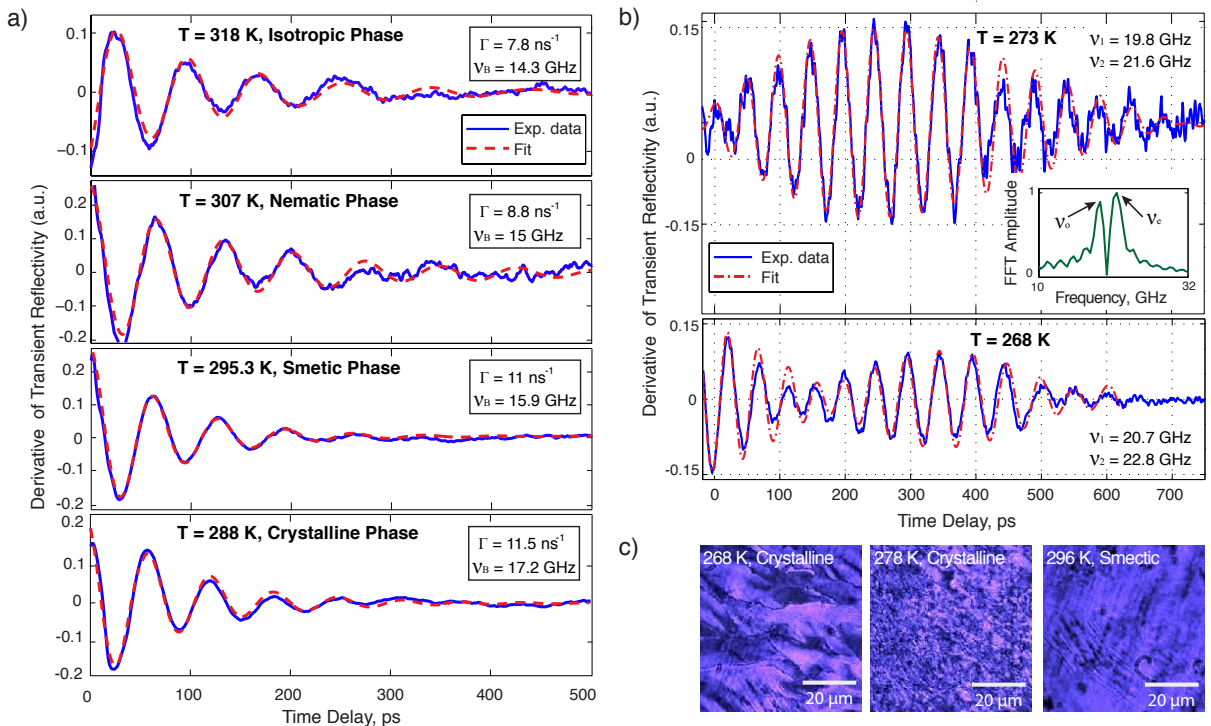 a)
T = 318 K, Isotropic Phase
Γ = 7.8 ns⁻¹
ν_B = 14.3 GHz
Exp. data
Fit
0.1
0
−0.1
T = 307 K, Nematic Phase
Γ = 8.8 ns⁻¹
ν_B = 15 GHz
0.2
0.1
0
-0.1
-0.2
T = 295.3 K, Smetic Phase
Γ = 11 ns⁻¹
ν_B = 15.9 GHz
0.2
0.1
0
-0.1
-0.2
T = 288 K, Crystalline Phase
Γ = 11.5 ns⁻¹
ν_B = 17.2 GHz
0.2
0.1
0
-0.1
-0.2
0 100 200 300 400 500
Time Delay, ps
Derivative of Transient Reflectivity (a.u.)
b)
T = 273 K
ν₁ = 19.8 GHz
ν₂ = 21.6 GHz
0.15
0
-0.15
Exp. data
Fit
FFT Amplitude
1
0
ν_o
ν_e
10 32
Frequency, GHz
T = 268 K
ν₁ = 20.7 GHz
ν₂ = 22.8 GHz
0.15
0
-0.15
0 100 200 300 400 500 600 700
Time Delay, ps
Derivative of Transient Reflectivity (a.u.)
c)
268 K, Crystalline
20 µm
278 K, Crystalline
20 µm
296 K, Smectic
20 µm